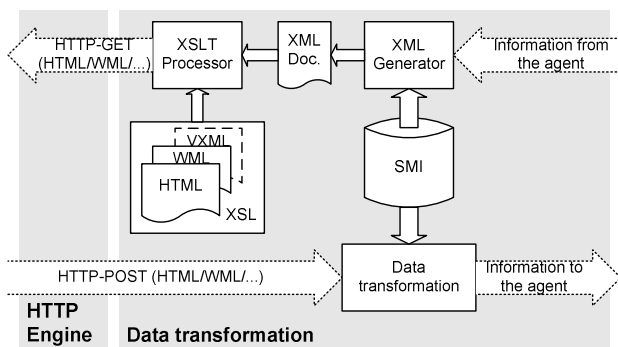 HTTP-GET
(HTML/WML/...)
XSLT
Processor
XML
Doc.
XML
Generator
Information from
the agent
VXML
WML
HTML
XSL
SMI
HTTP-POST (HTML/WML/...)
Data
transformation
Information to
the agent
HTTP
Engine
Data transformation